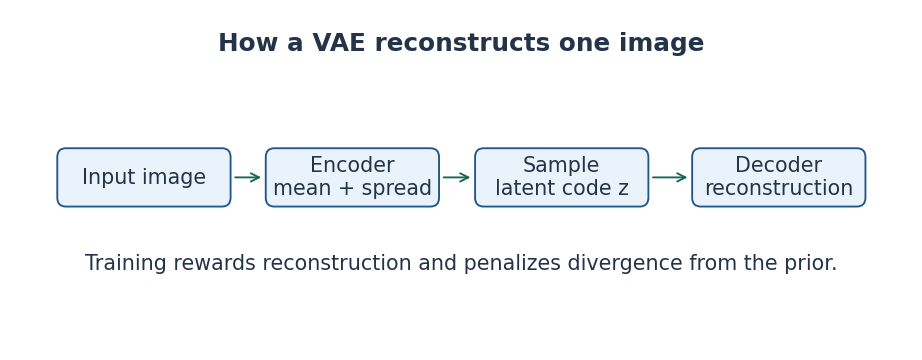 How a VAE reconstructs one image
Input image
Encoder
mean + spread
Sample
latent code z
Decoder
reconstruction
Training rewards reconstruction and penalizes divergence from the prior.